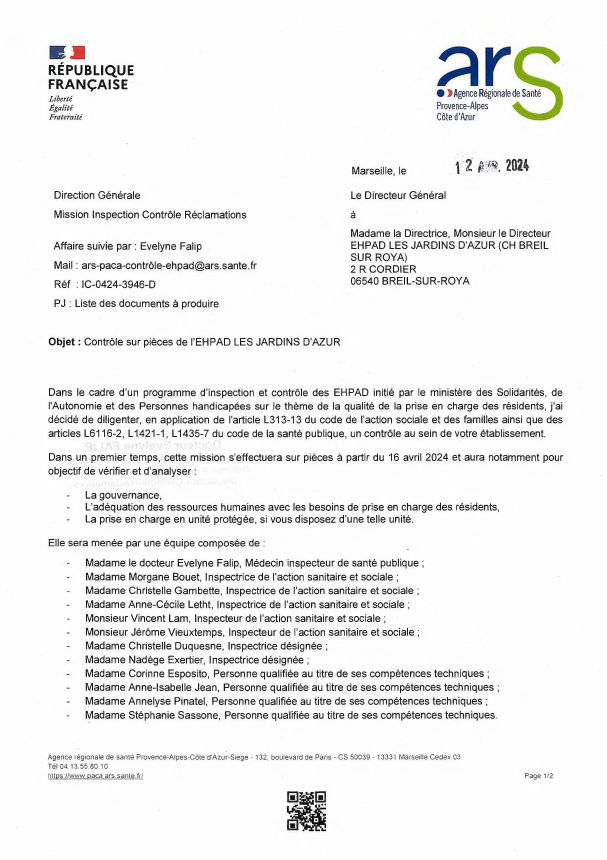 RÉPUBLIQUE
FRANÇAISE
Liberté
Égalité
Fraternité
ars
Agence Régionale de Santé
Provence-Alpes
Côte d'Azur
Marseille, le 12 AVR. 2024
Direction Générale
Mission Inspection Contrôle Réclamations
Affaire suivie par : Evelyne Falip
Mail : ars-paca-contrôle-ehpad@ars.sante.fr
Réf : IC-0424-3946-D
PJ : Liste des documents à produire
Le Directeur Général
à
Madame la Directrice, Monsieur le Directeur
EHPAD LES JARDINS D'AZUR (CH BREIL
SUR ROYA)
2 R CORDIER
06540 BREIL-SUR-ROYA
Objet : Contrôle sur pièces de l'EHPAD LES JARDINS D'AZUR
Dans le cadre d'un programme d'inspection et contrôle des EHPAD initié par le ministère des Solidarités, de
l'Autonomie et des Personnes handicapées sur le thème de la qualité de la prise en charge des résidents, j'ai
décidé de diligenter, en application de l'article L313-13 du code de l'action sociale et des familles ainsi que des
articles L6116-2, L1421-1, L1435-7 du code de la santé publique, un contrôle au sein de votre établissement.
Dans un premier temps, cette mission s'effectuera sur pièces à partir du 16 avril 2024 et aura notamment pour
objectif de vérifier et d'analyser :
- La gouvernance,
- L'adéquation des ressources humaines avec les besoins de prise en charge des résidents,
- La prise en charge en unité protégée, si vous disposez d'une telle unité.
Elle sera menée par une équipe composée de :
- Madame le docteur Evelyne Falip, Médecin inspecteur de santé publique ;
- Madame Morgane Bouet, Inspectrice de l'action sanitaire et sociale ;
- Madame Christelle Gambette, Inspectrice de l'action sanitaire et sociale ;
- Madame Anne-Cécile Letht, Inspectrice de l'action sanitaire et sociale ;
- Monsieur Vincent Lam, Inspecteur de l'action sanitaire et sociale ;
- Monsieur Jérôme Vieuxtemps, Inspecteur de l'action sanitaire et sociale ;
- Madame Christelle Duquesne, Inspectrice désignée ;
- Madame Nadège Exertier, Inspectrice désignée ;
- Madame Corinne Esposito, Personne qualifiée au titre de ses compétences techniques ;
- Madame Anne-Isabelle Jean, Personne qualifiée au titre de ses compétences techniques ;
- Madame Annelyse Pinatel, Personne qualifiée au titre de ses compétences techniques ;
- Madame Stéphanie Sassone, Personne qualifiée au titre de ses compétences techniques.
Agence régionale de santé Provence-Alpes-Côte d'Azur-Siège - 132, boulevard de Paris - CS 50039 - 13331 Marseille Cedex 03
Tél 04.13.55.80.10
https://www.paca.ars.sante.fr/
Page 1/2